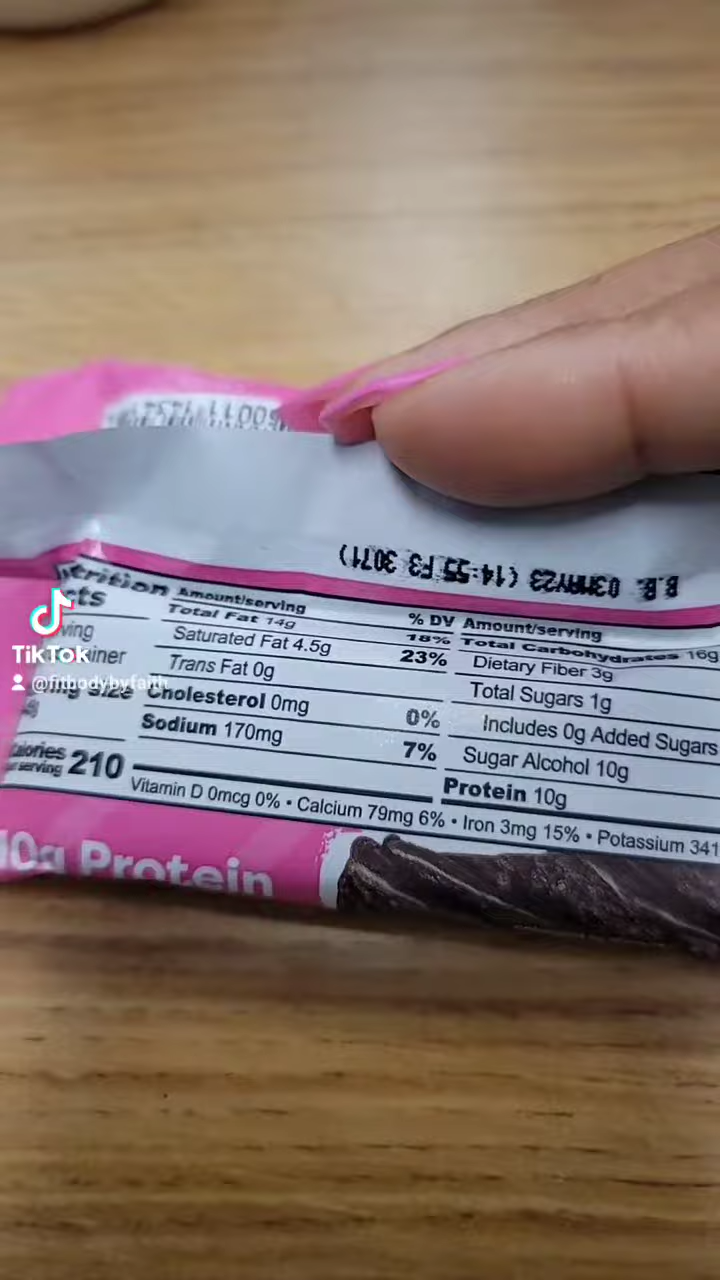 B.B. 03MAY23 (14:55 F3 3071)
Nutrition
Amount/serving
% DV
Amount/serving
Total Fat 14g
18%
Total Carbohydrates 16g
Saturated Fat 4.5g
23%
Dietary Fiber 3g
Trans Fat 0g
Total Sugars 1g
Cholesterol 0mg
0%
Includes 0g Added Sugars
Sodium 170mg
7%
Sugar Alcohol 10g
Protein 10g
210
Vitamin D 0mcg 0% • Calcium 79mg 6% • Iron 3mg 15% • Potassium 341
10g Protein
TikTok
@fitbodybyfaith